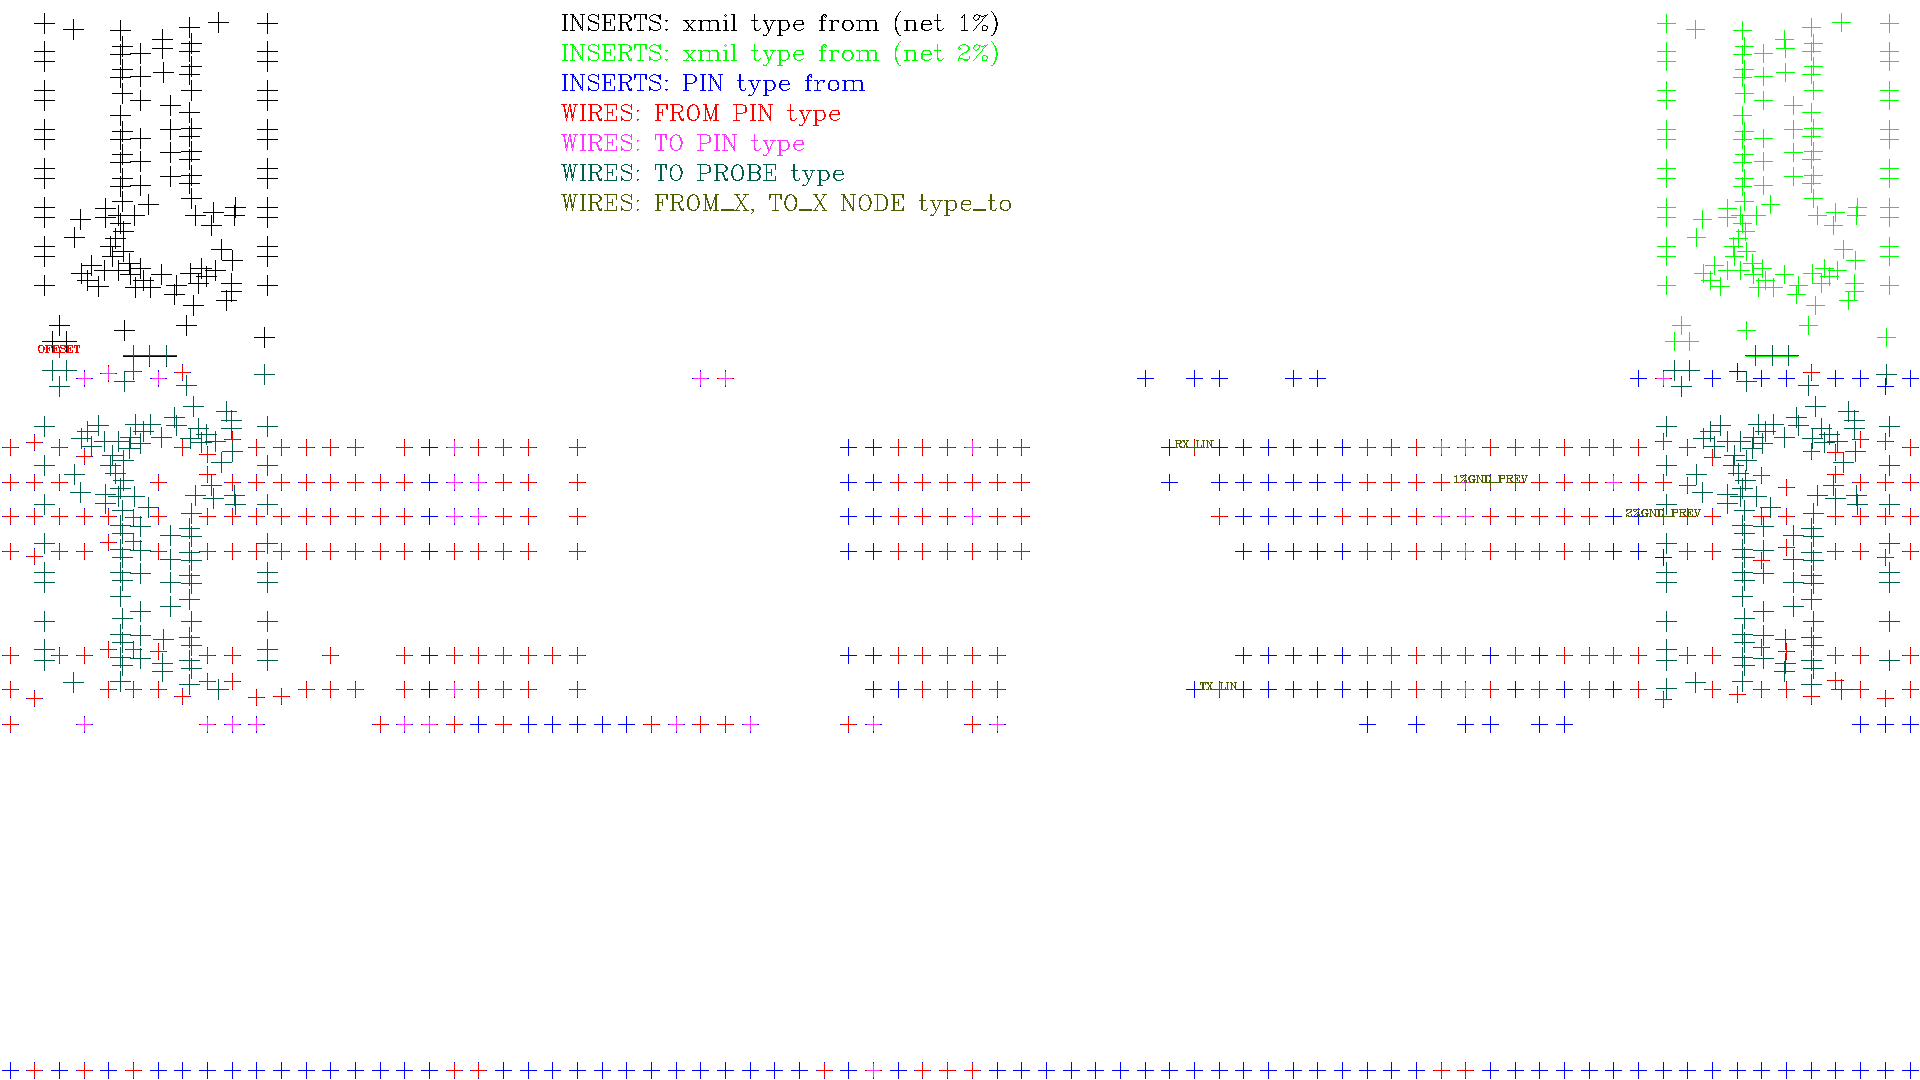 INSERTS: xmil type from (net 1%)
INSERTS: xmil type from (net 2%)
INSERTS: PIN type from
WIRES: FROM PIN type
WIRES: TO PIN type
WIRES: TO PROBE type
WIRES: FROM_X, TO_X NODE type_to
OFFSET
RX_LIN
1%GND_PREV
2%GND_PREV
TX_LIN